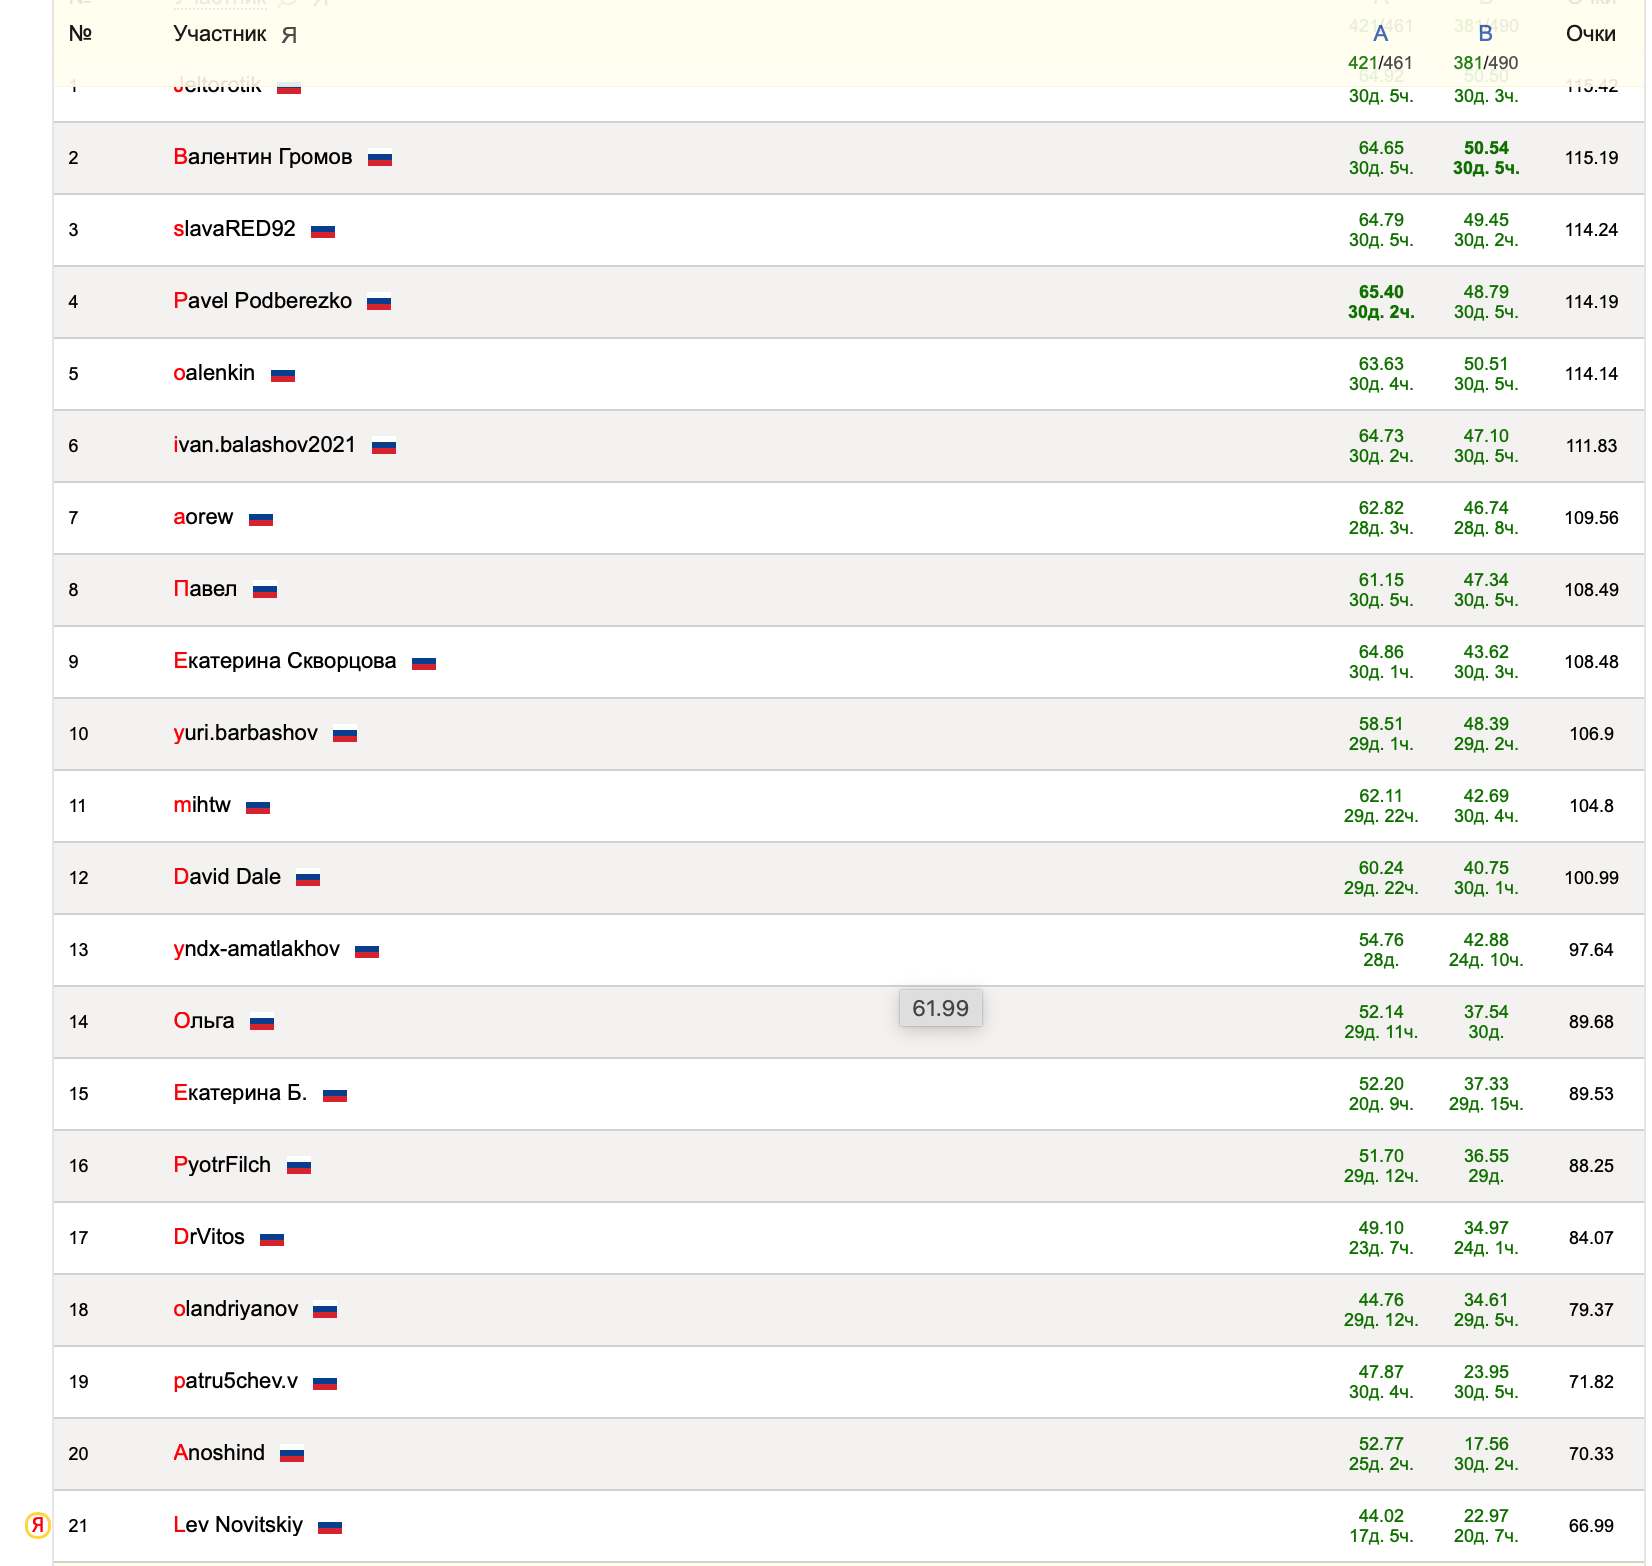 № Участник Я A B Очки
421/461 381/490
1 Jeltorotik 64.92 50.50 115.42
30д. 5ч. 30д. 3ч.
2 Валентин Громов 64.65 50.54 115.19
30д. 5ч. 30д. 5ч.
3 slavaRED92 64.79 49.45 114.24
30д. 5ч. 30д. 2ч.
4 Pavel Podberezko 65.40 48.79 114.19
30д. 2ч. 30д. 5ч.
5 oalenkin 63.63 50.51 114.14
30д. 4ч. 30д. 5ч.
6 ivan.balashov2021 64.73 47.10 111.83
30д. 2ч. 30д. 5ч.
7 aorew 62.82 46.74 109.56
28д. 3ч. 28д. 8ч.
8 Павел 61.15 47.34 108.49
30д. 5ч. 30д. 5ч.
9 Екатерина Скворцова 64.86 43.62 108.48
30д. 1ч. 30д. 3ч.
10 yuri.barbashov 58.51 48.39 106.9
29д. 1ч. 29д. 2ч.
11 mihtw 62.11 42.69 104.8
29д. 22ч. 30д. 4ч.
12 David Dale 60.24 40.75 100.99
29д. 22ч. 30д. 1ч.
13 yndx-amatlakhov 54.76 42.88 97.64
28д. 24д. 10ч.
61.99
14 Ольга 52.14 37.54 89.68
29д. 11ч. 30д.
15 Екатерина Б. 52.20 37.33 89.53
20д. 9ч. 29д. 15ч.
16 PyotrFilch 51.70 36.55 88.25
29д. 12ч. 29д.
17 DrVitos 49.10 34.97 84.07
23д. 7ч. 24д. 1ч.
18 olandriyanov 44.76 34.61 79.37
29д. 12ч. 29д. 5ч.
19 patru5chev.v 47.87 23.95 71.82
30д. 4ч. 30д. 5ч.
20 Anoshind 52.77 17.56 70.33
25д. 2ч. 30д. 2ч.
Я 21 Lev Novitskiy 44.02 22.97 66.99
17д. 5ч. 20д. 7ч.